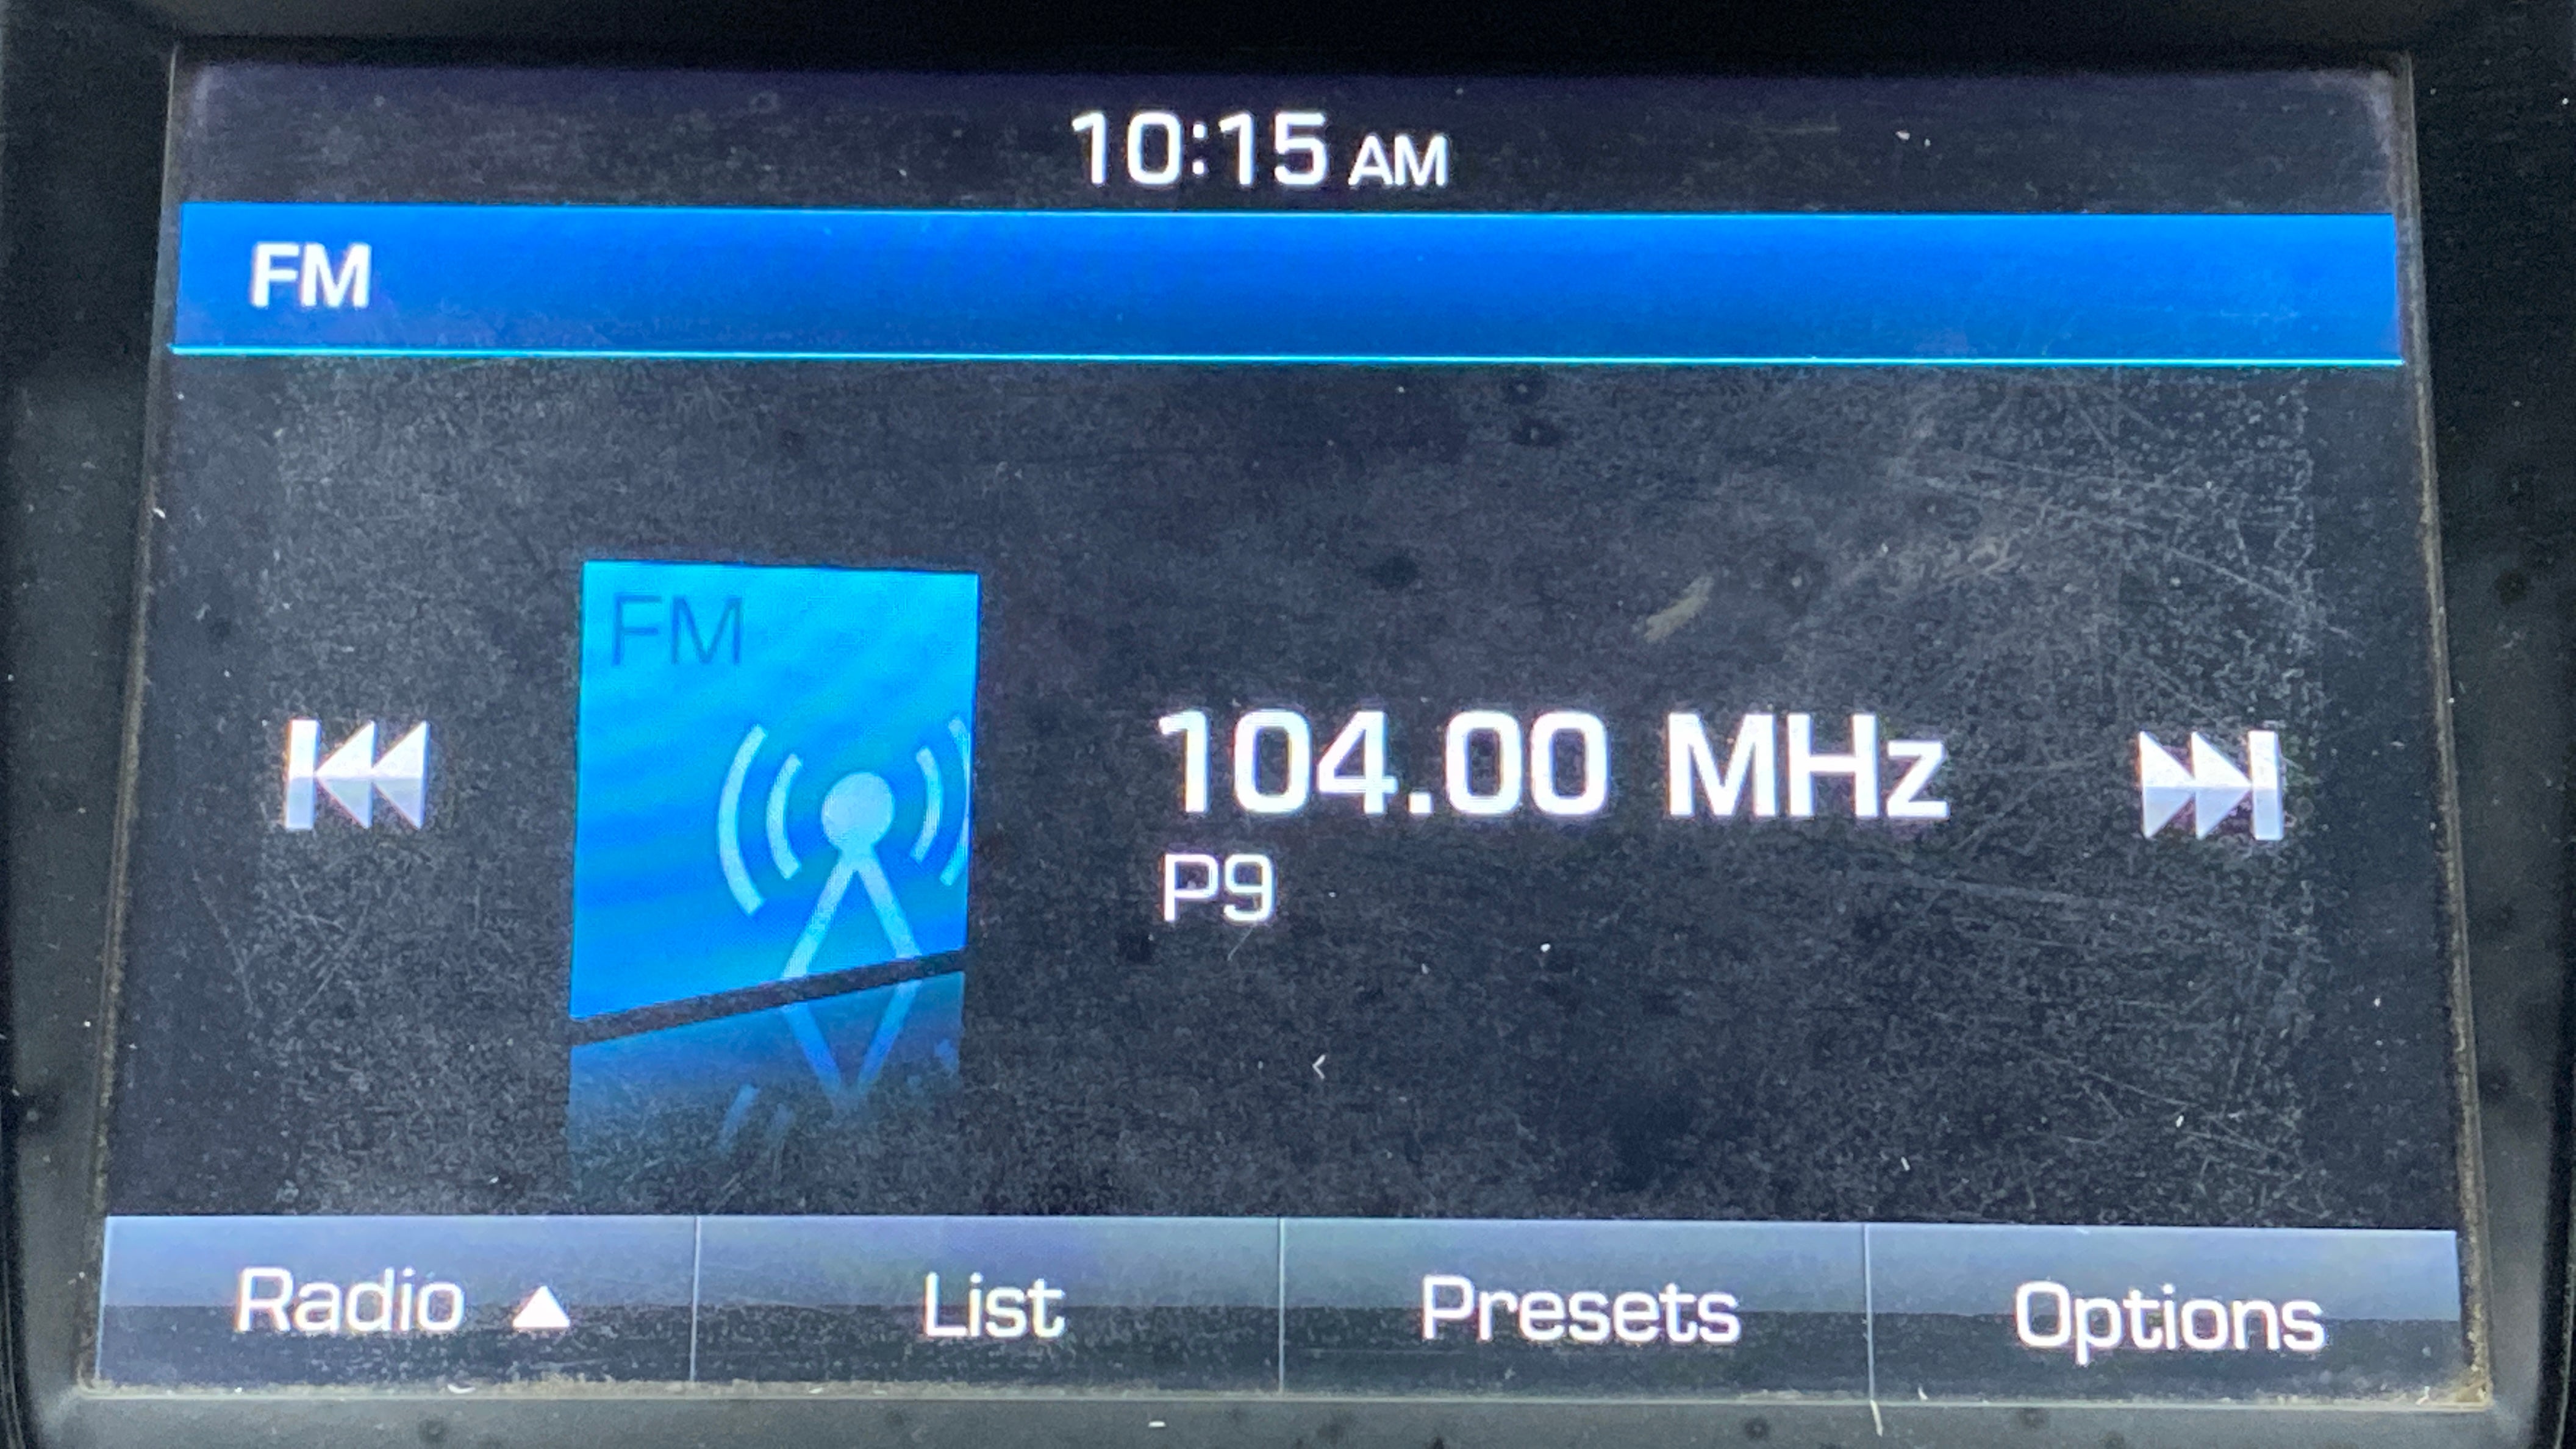 10:15 AM
FM
FM
104.00 MHz
P9
Radio ▲ List Presets Options